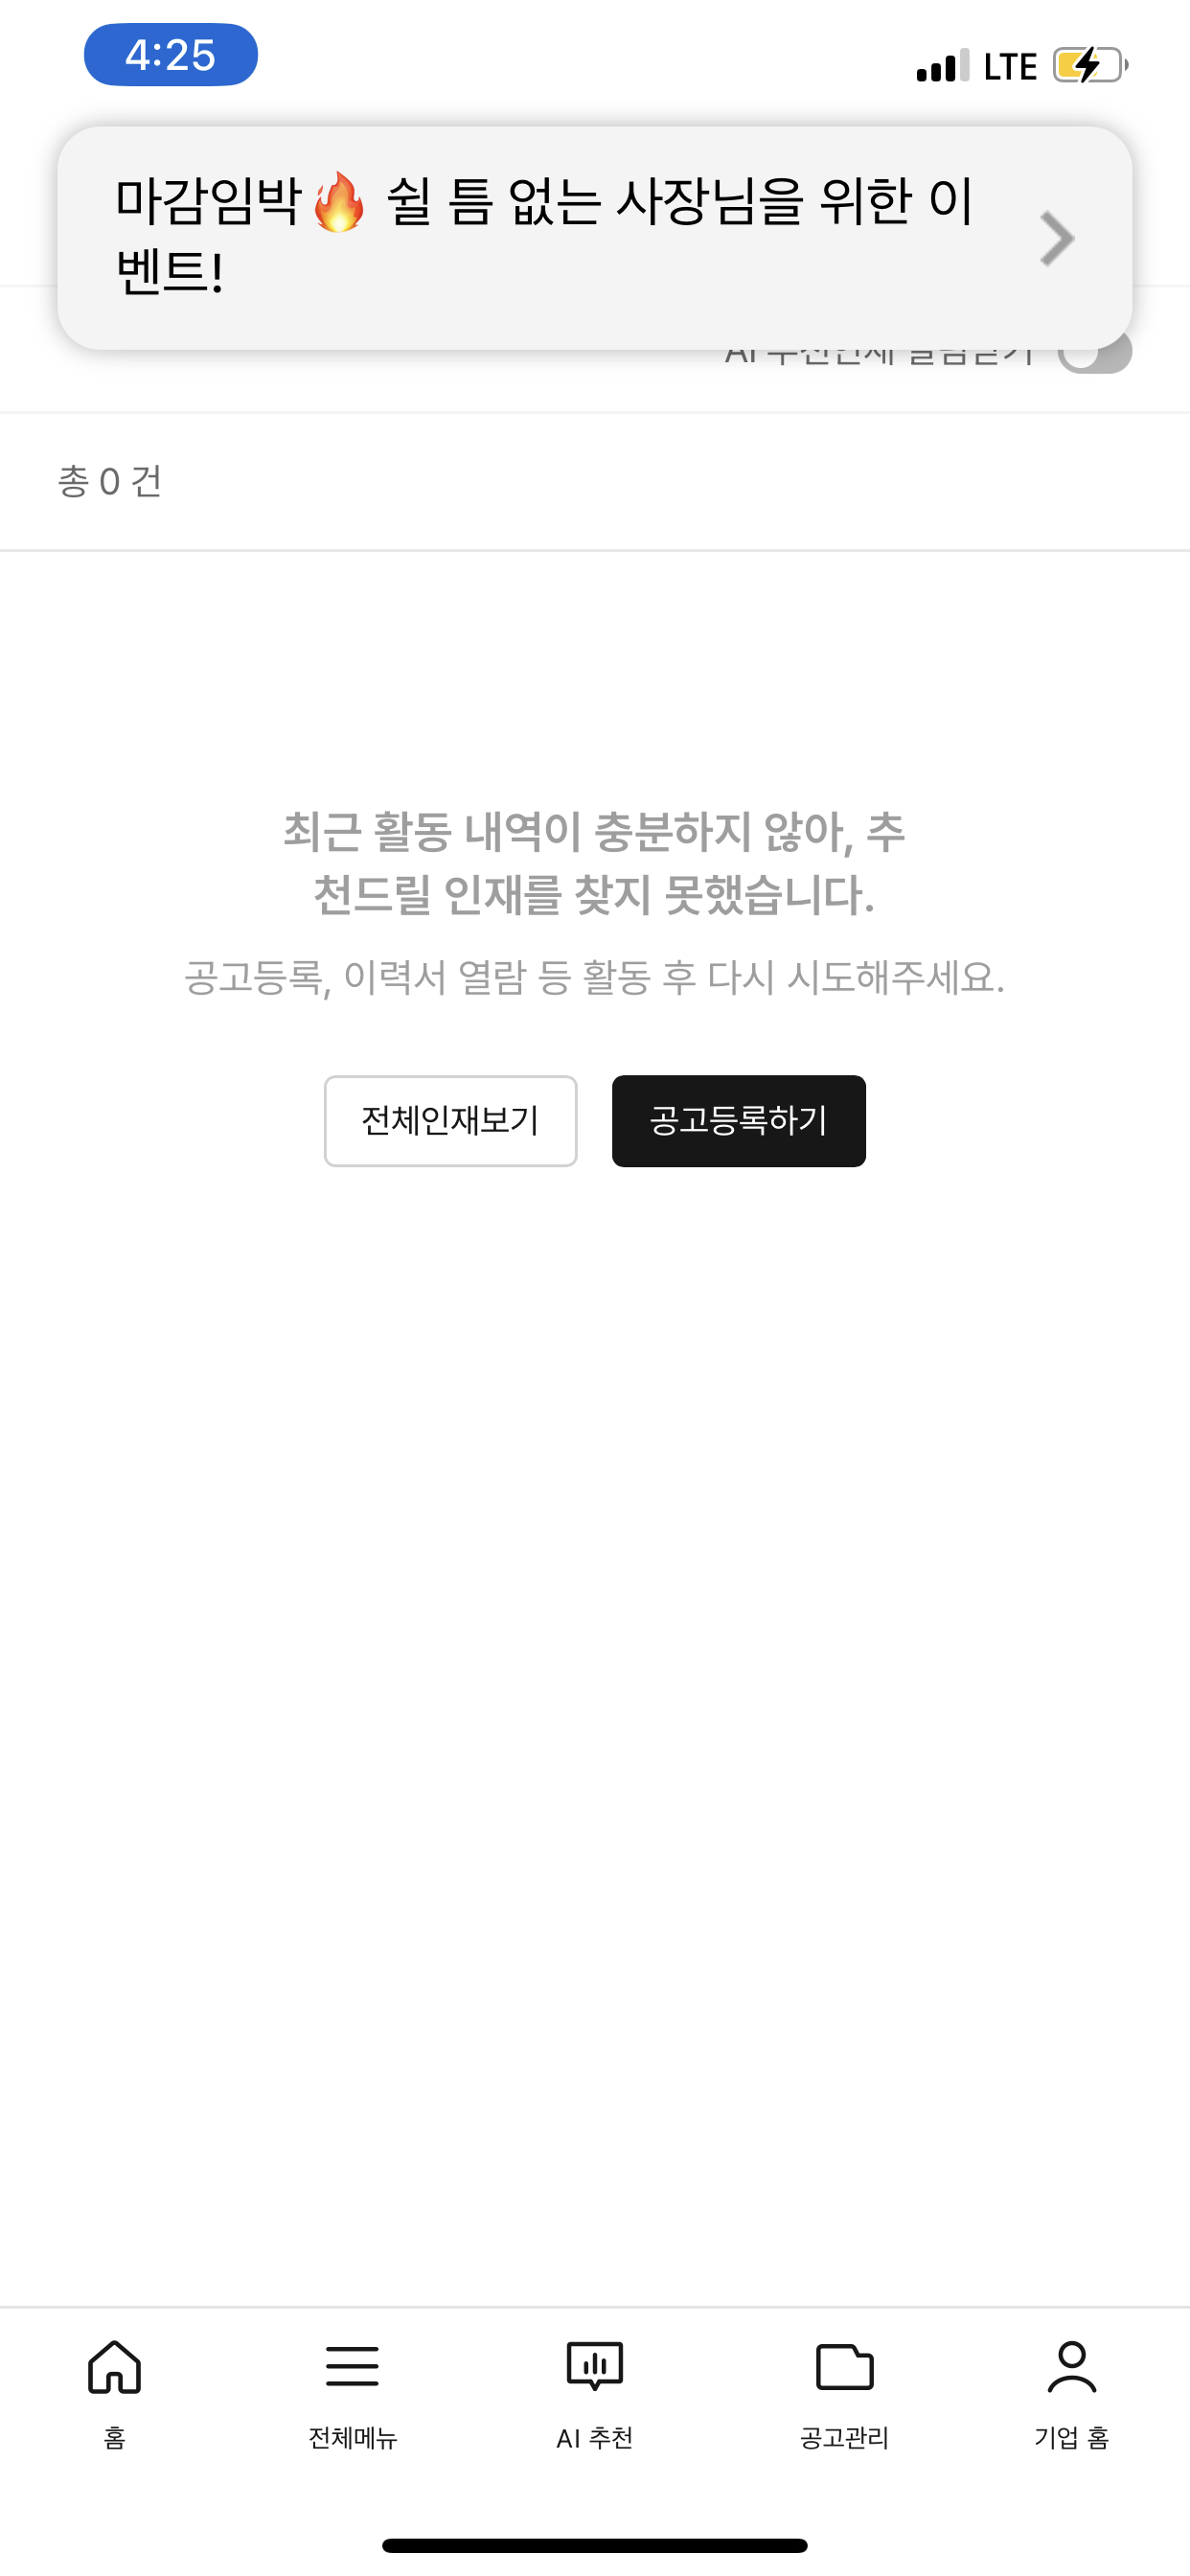 4:25
LTE
마감임박🔥 쉴 틈 없는 사장님을 위한 이
벤트!
AI
총 0 건
최근 활동 내역이 충분하지 않아, 추
천드릴 인재를 찾지 못했습니다.
공고등록, 이력서 열람 등 활동 후 다시 시도해주세요.
전체인재보기
공고등록하기
홈
전체메뉴
AI 추천
공고관리
기업 홈